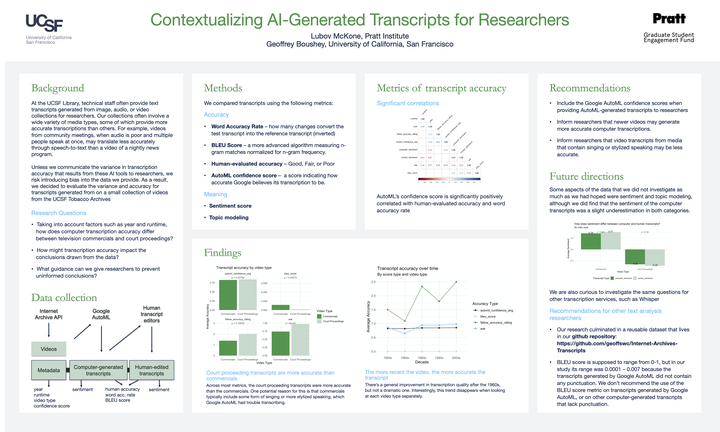 UCSF
University of California
San Francisco
Contextualizing AI-Generated Transcripts for Researchers
Lubov McKone, Pratt Institute
Geoffrey Boushey, University of California, San Francisco
Pratt
Graduate Student
Engagement Fund
Background
At the UCSF Library, technical staff often provide text
transcripts generated from image, audio, or video
collections for researchers. Our collections often involve a
wide variety of media types, some of which provide more
accurate transcriptions than others. For example, videos
from community meetings, when audio is poor and multiple
people speak at once, may translate less accurately
through speech-to-text than a video of a nightly news
program.
Unless we communicate the variance in transcription
accuracy that results from these AI tools to researchers, we
risk introducing bias into the data we provide. As a result,
we decided to evaluate the variance and accuracy for
transcripts generated from on a small collection of videos
from the UCSF Tobacco Archives
Research Questions
• Taking into account factors such as year and runtime,
how does computer transcription accuracy differ
between television commercials and court proceedings?
• How might transcription accuracy impact the
conclusions drawn from the data?
• What guidance can we give researchers to prevent
uninformed conclusions?
Data collection
Internet
Archive API
Google
AutoML
Human
transcript
editors
Videos
Metadata
Computer-generated
transcripts
Human-edited
transcripts
year
runtime
video type
confidence score
sentiment
human accuracy
word acc. rate
BLEU score
sentiment
Methods
We compared transcripts using the following metrics:
Accuracy
• Word Accuracy Rate – how many changes convert the
test transcript into the reference transcript (inverted)
• BLEU Score – a more advanced algorithm measuring n-
gram matches normalized for n-gram frequency.
• Human-evaluated accuracy – Good, Fair, or Poor
• AutoML confidence score – a score indicating how
accurate Google believes its transcription to be.
Meaning
• Sentiment score
• Topic modeling
Metrics of transcript accuracy
Significant correlations
AutoML's confidence score is significantly positively
correlated with human-evaluated accuracy and word
accuracy rate
Findings
Transcript accuracy by video type
Average Accuracy
Video Type
Commercials
Court Proceedings
Video Type
Court proceeding transcripts are more accurate than
commercials
Across most metrics, the court proceeding transcripts were more accurate
than the commercials. One potential reason for this is that commercials
typically include some form of singing or more stylized speaking, which
Google AutoML had trouble transcribing.
Transcript accuracy over time
By score type and video type
Average Accuracy
Decade
Accuracy Type
automl_confidence_avg
bleu_score
fellow_accuracy_rating
war
The more recent the video, the more accurate the
transcript
There's a general improvement in transcription quality after the 1960s,
but not a dramatic one. Interestingly, this trend disappears when looking
at each video type separately.
Recommendations
• Include the Google AutoML confidence scores when
providing AutoML-generated transcripts to researchers
• Inform researchers that newer videos may generate
more accurate computer transcriptions.
• Inform researchers that video transcripts from media
that contain singing or stylized speaking may be less
accurate.
Future directions
Some aspects of the data that we did not investigate as
much as we had hoped were sentiment and topic modeling,
although we did find that the sentiment of the computer
transcripts was a slight underestimation in both categories.
We are also curious to investigate the same questions for
other transcription services, such as Whisper
Recommendations for other text analysis
researchers
• Our research culminated in a reusable dataset that lives
in our github repository:
https://github.com/geoffswc/Internet-Archives-
Transcripts
• BLEU score is supposed to range from 0-1, but in our
study its range was 0.0001 – 0.007 because the
transcripts generated by Google AutoML did not contain
any punctuation. We don't recommend the use of the
BLEU score metric on transcripts generated by Google
AutoML, or on other computer-generated transcripts
that lack punctuation.